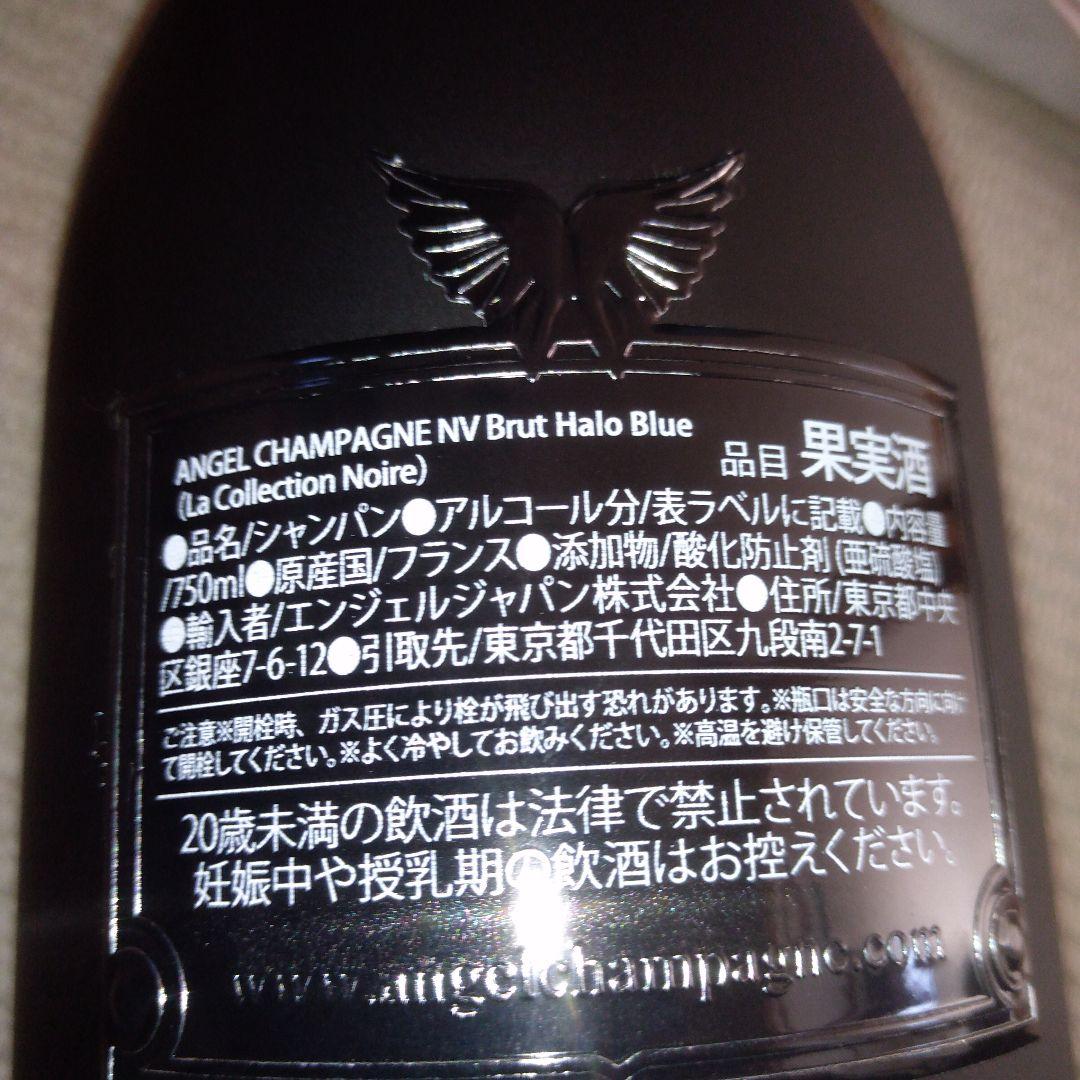 ANGEL CHAMPAGNE NV Brut Halo Blue
(La Collection Noire)
品目 果実酒
●品名/シャンパン●アルコール分/表ラベルに記載●内容量
/750ml●原産国/フランス●添加物/酸化防止剤(亜硫酸塩)
●輸入者/エンジェルジャパン株式会社●住所/東京都中央
区銀座7-6-12●引取先/東京都千代田区九段南2-7-1
ご注意※開栓時、ガス圧により栓が飛び出す恐れがあります。※瓶口は安全な方向に向け
て開栓してください。※よく冷やしてお飲みください。※高温を避け保管してください。
20歳未満の飲酒は法律で禁止されています。
妊娠中や授乳期の飲酒はお控えください。
www.angelchampagne.com